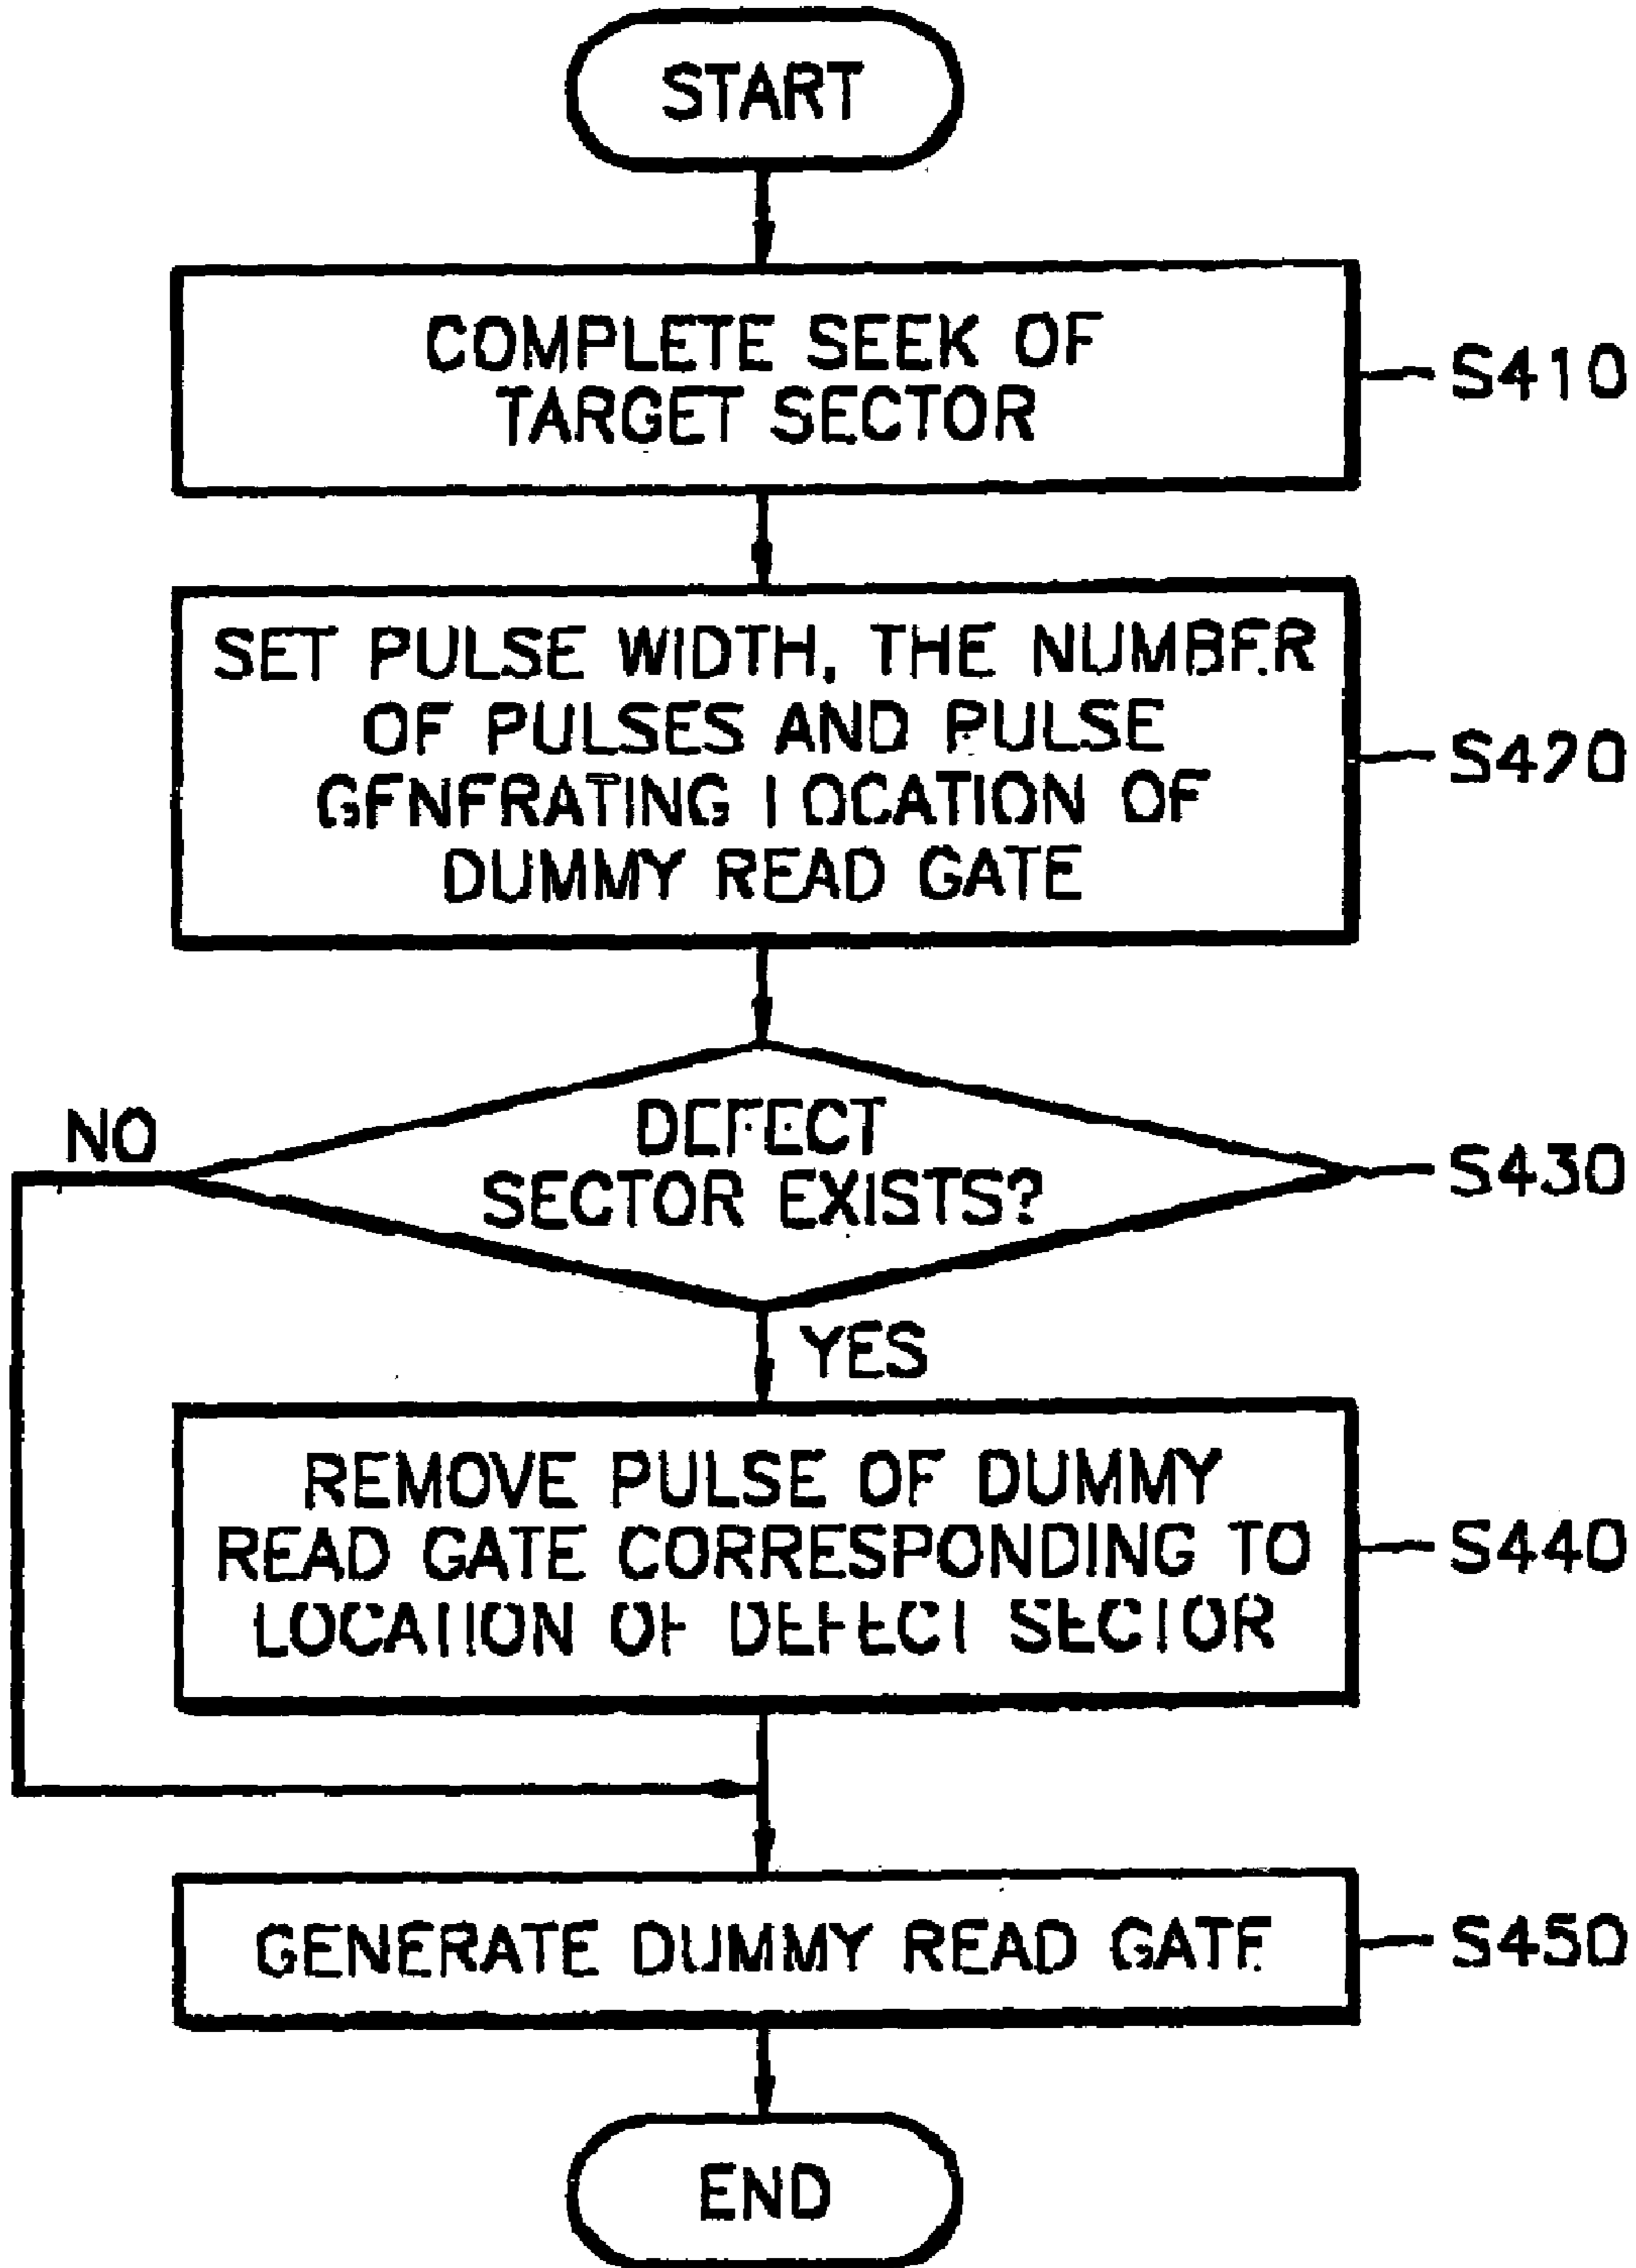 START
COMPLETE SEEK OF
TARGET SECTOR
S410
SET PULSE WIDTH, THE NUMBER
OF PULSES AND PULSE
GENERATING LOCATION OF
DUMMY READ GATE
S420
DEFECT
SECTOR EXISTS?
NO
S430
YES
REMOVE PULSE OF DUMMY
READ GATE CORRESPONDING TO
LOCATION OF DEFECT SECTOR
S440
GENERATE DUMMY READ GATE
S450
END